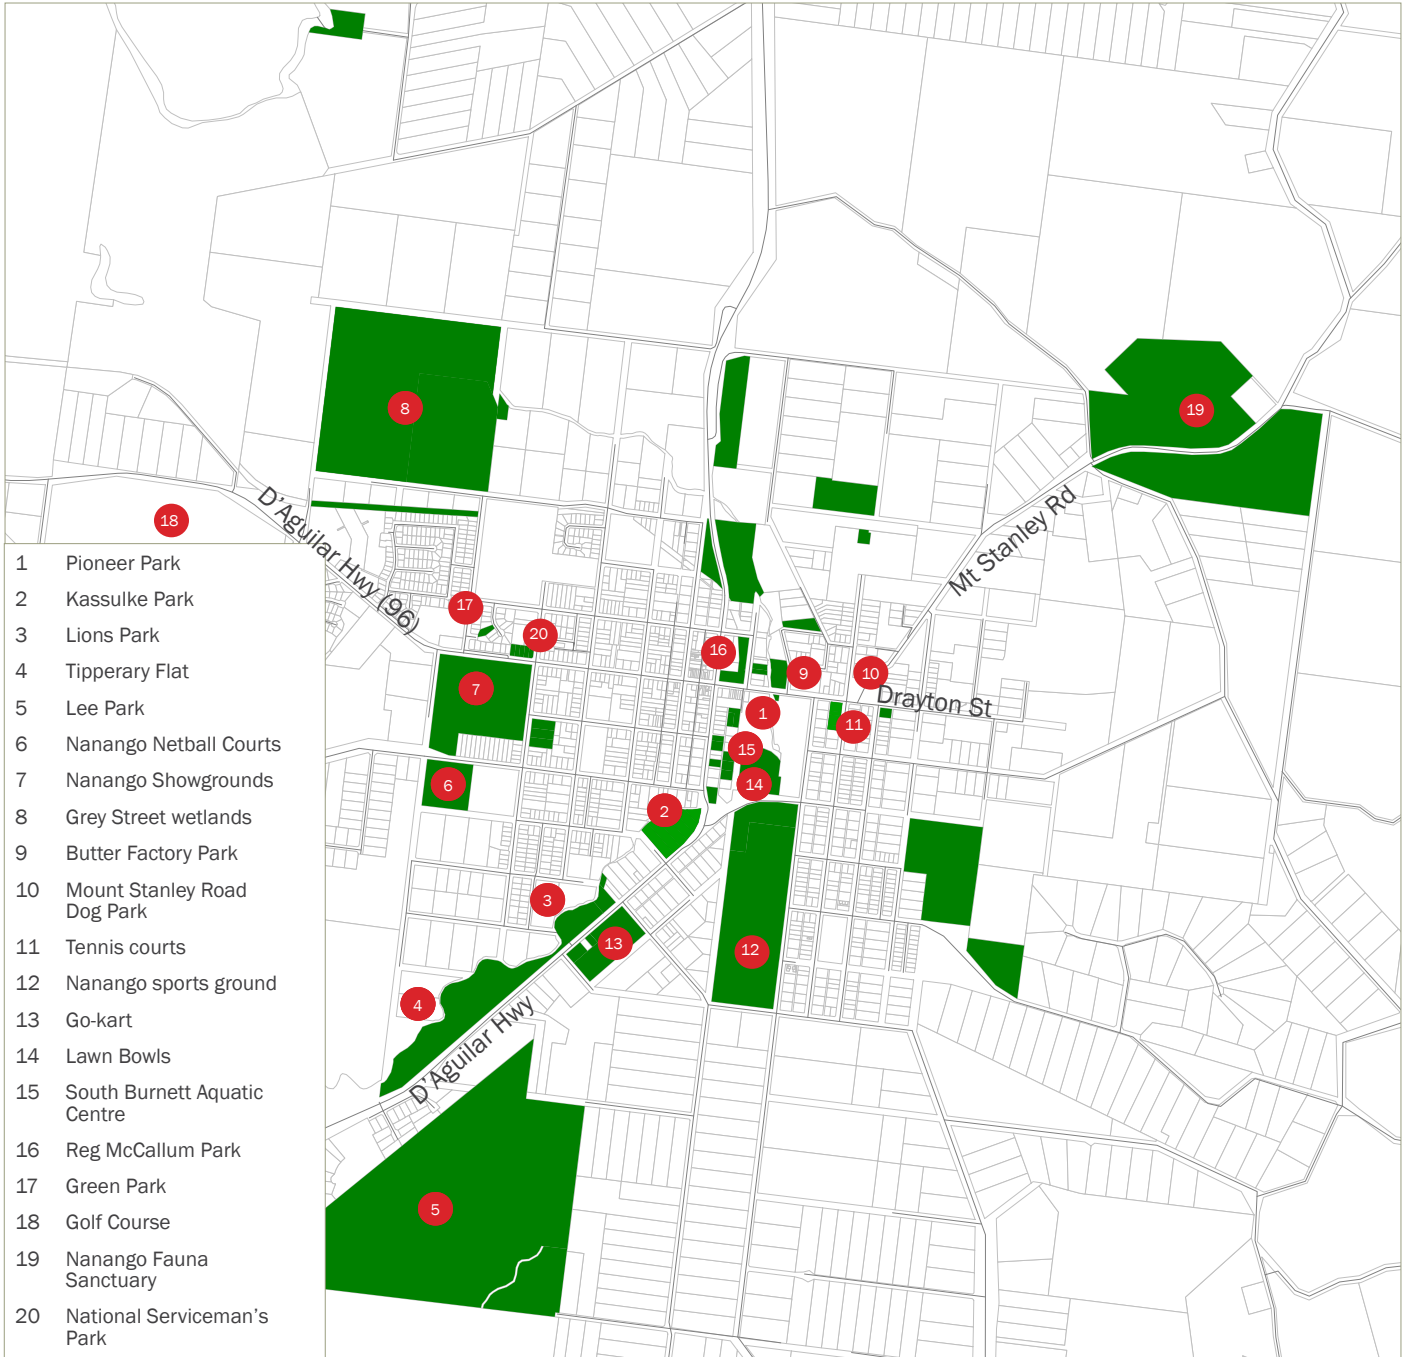 8
19
D'Aguilar Hwy (96)
18
Mt Stanley Rd
17
20
16
9
10
7
Drayton St
1
11
15
6
14
2
3
13
12
4
D'Aguilar Hwy
5
1 Pioneer Park
2 Kassulke Park
3 Lions Park
4 Tipperary Flat
5 Lee Park
6 Nanango Netball Courts
7 Nanango Showgrounds
8 Grey Street wetlands
9 Butter Factory Park
10 Mount Stanley Road
Dog Park
11 Tennis courts
12 Nanango sports ground
13 Go-kart
14 Lawn Bowls
15 South Burnett Aquatic
Centre
16 Reg McCallum Park
17 Green Park
18 Golf Course
19 Nanango Fauna
Sanctuary
20 National Serviceman's
Park